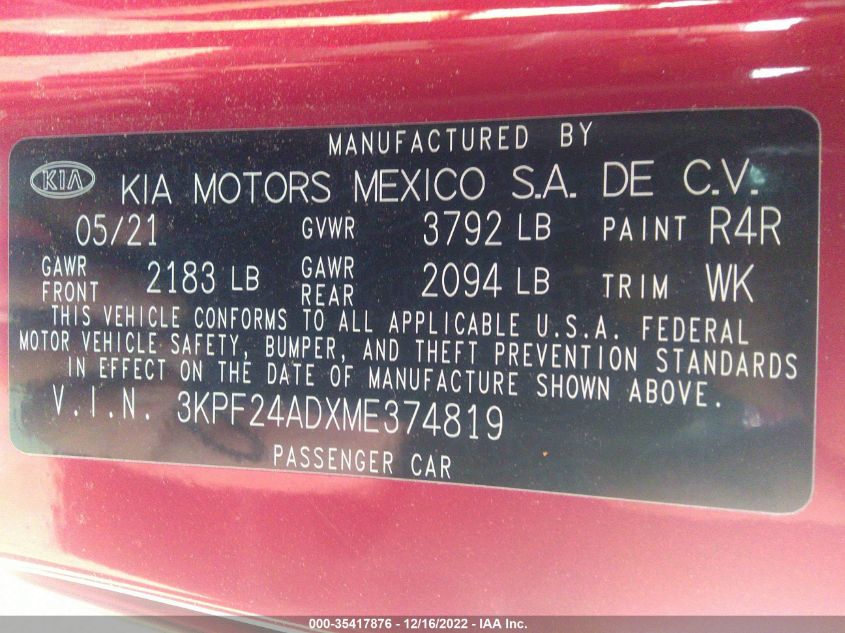 MANUFACTURED BY
KIA KIA MOTORS MEXICO S.A. DE C.V.
05/21 GVWR 3792 LB PAINT R4R
GAWR FRONT 2183 LB GAWR REAR 2094 LB TRIM WK
THIS VEHICLE CONFORMS TO ALL APPLICABLE U.S.A. FEDERAL
MOTOR VEHICLE SAFETY, BUMPER, AND THEFT PREVENTION STANDARDS
IN EFFECT ON THE DATE OF MANUFACTURE SHOWN ABOVE.
V.I.N. 3KPF24ADXME374819
PASSENGER CAR
000-35417876 - 12/16/2022 - IAA Inc.